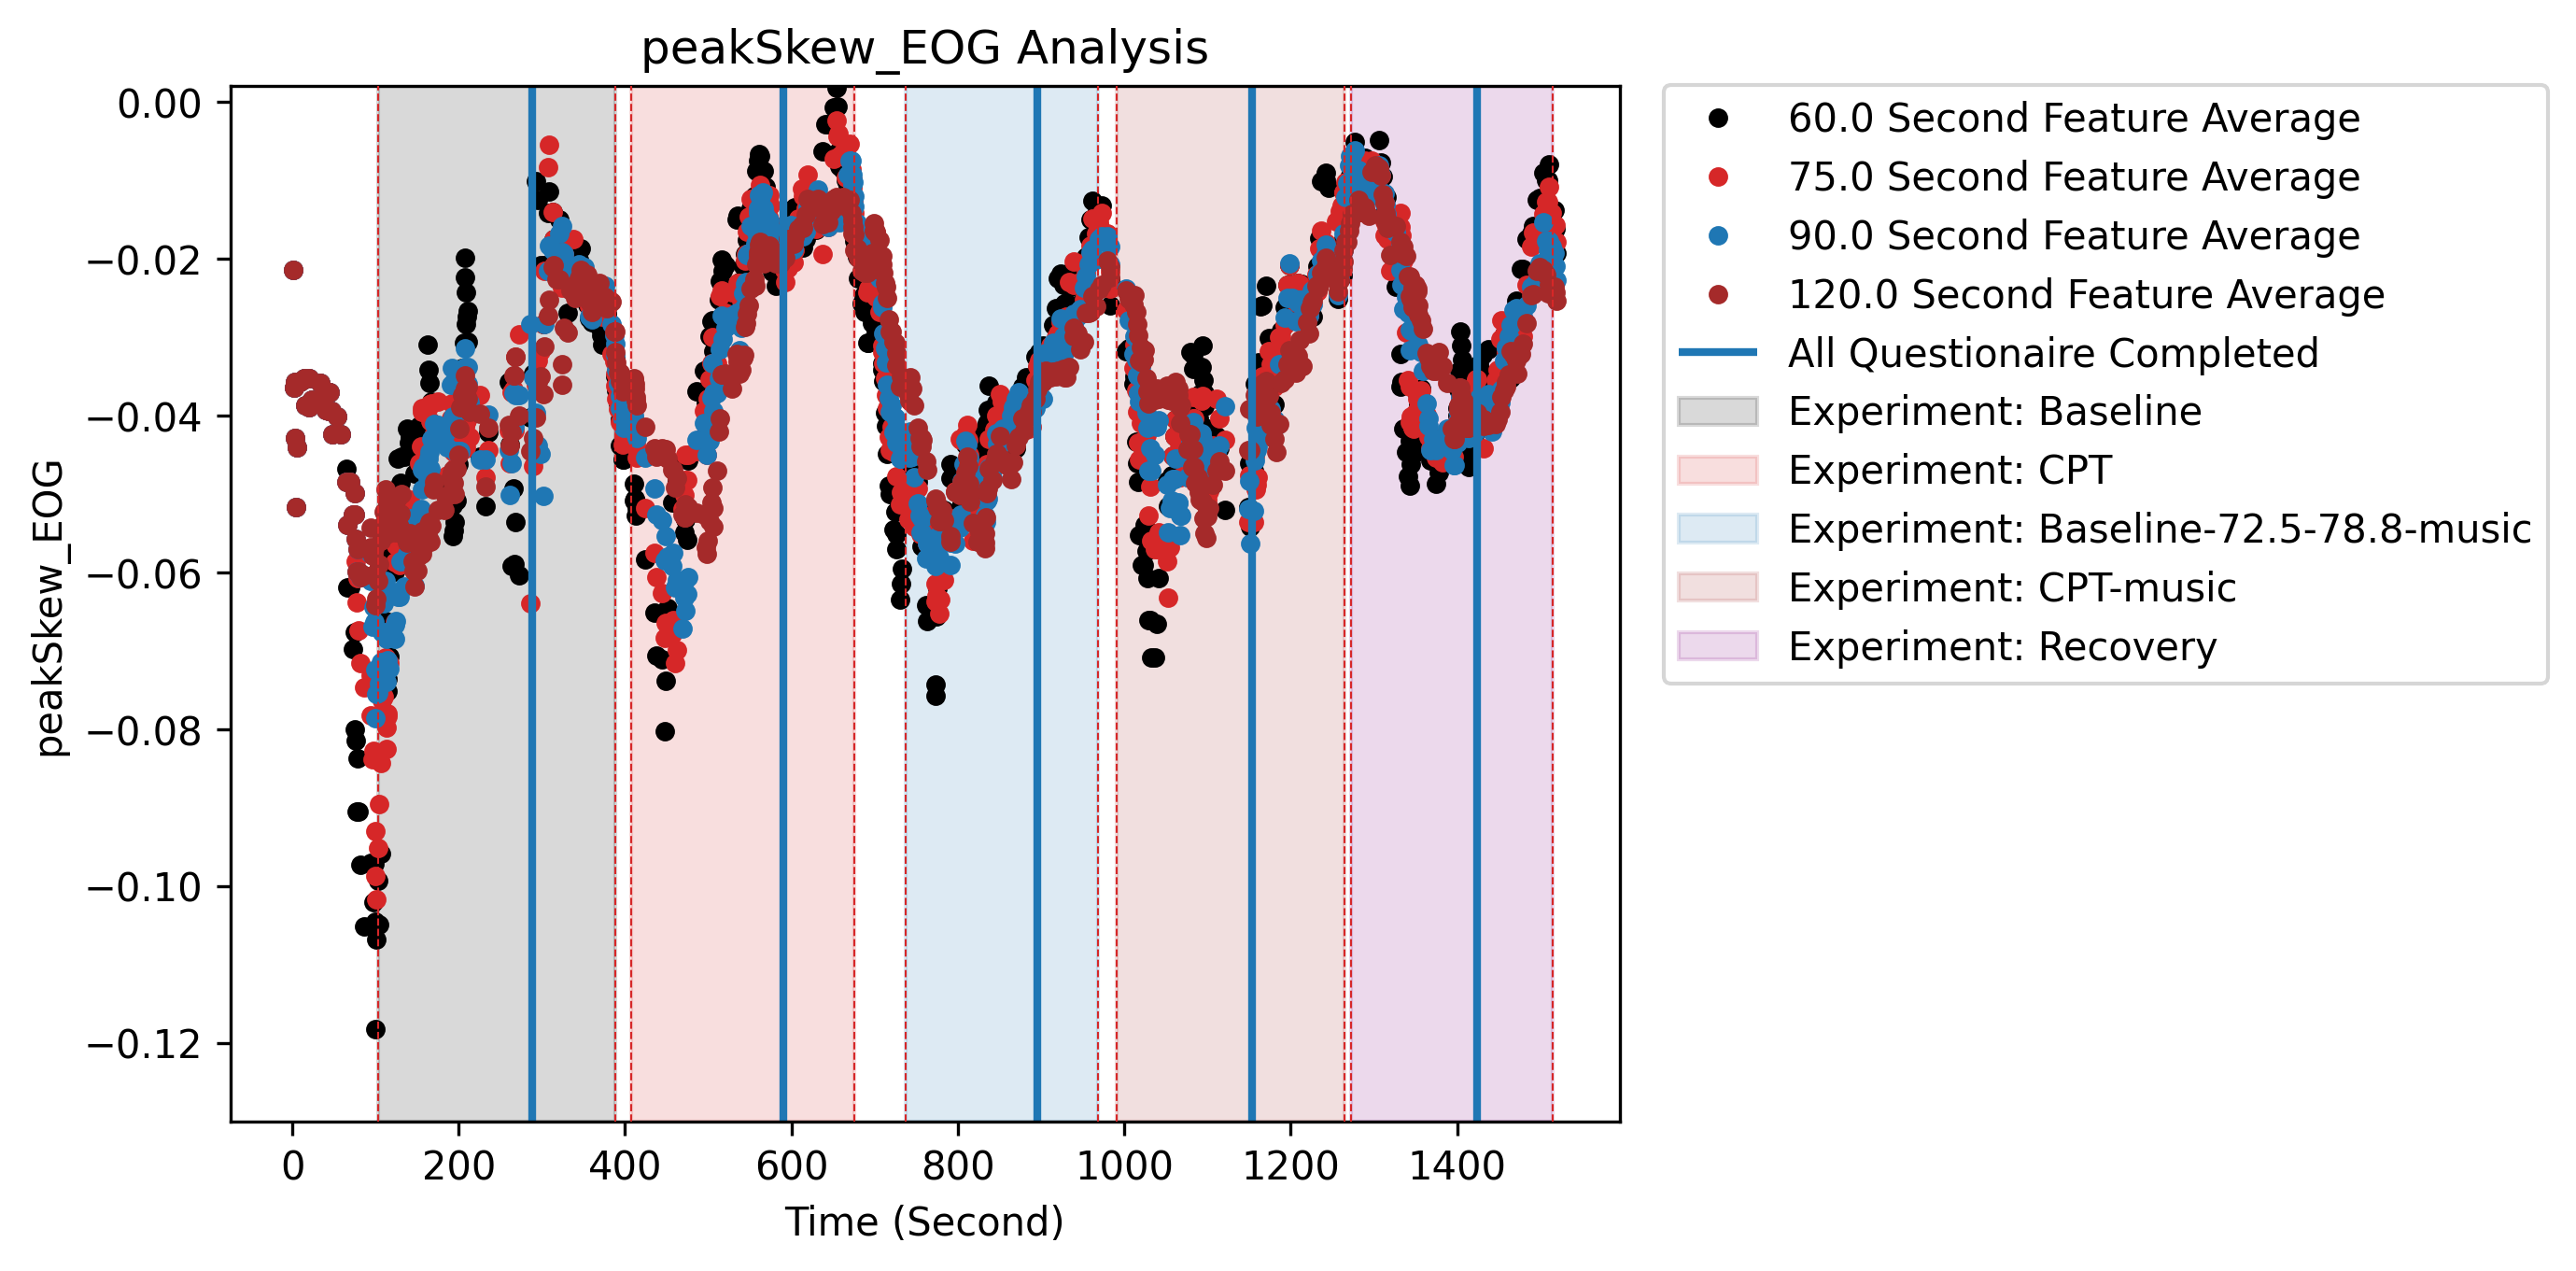 peakSkew_EOG Analysis
peakSkew_EOG
0.00
−0.02
−0.04
−0.06
−0.08
−0.10
−0.12
0 200 400 600 800 1000 1200 1400
Time (Second)
60.0 Second Feature Average
75.0 Second Feature Average
90.0 Second Feature Average
120.0 Second Feature Average
All Questionaire Completed
Experiment: Baseline
Experiment: CPT
Experiment: Baseline-72.5-78.8-music
Experiment: CPT-music
Experiment: Recovery